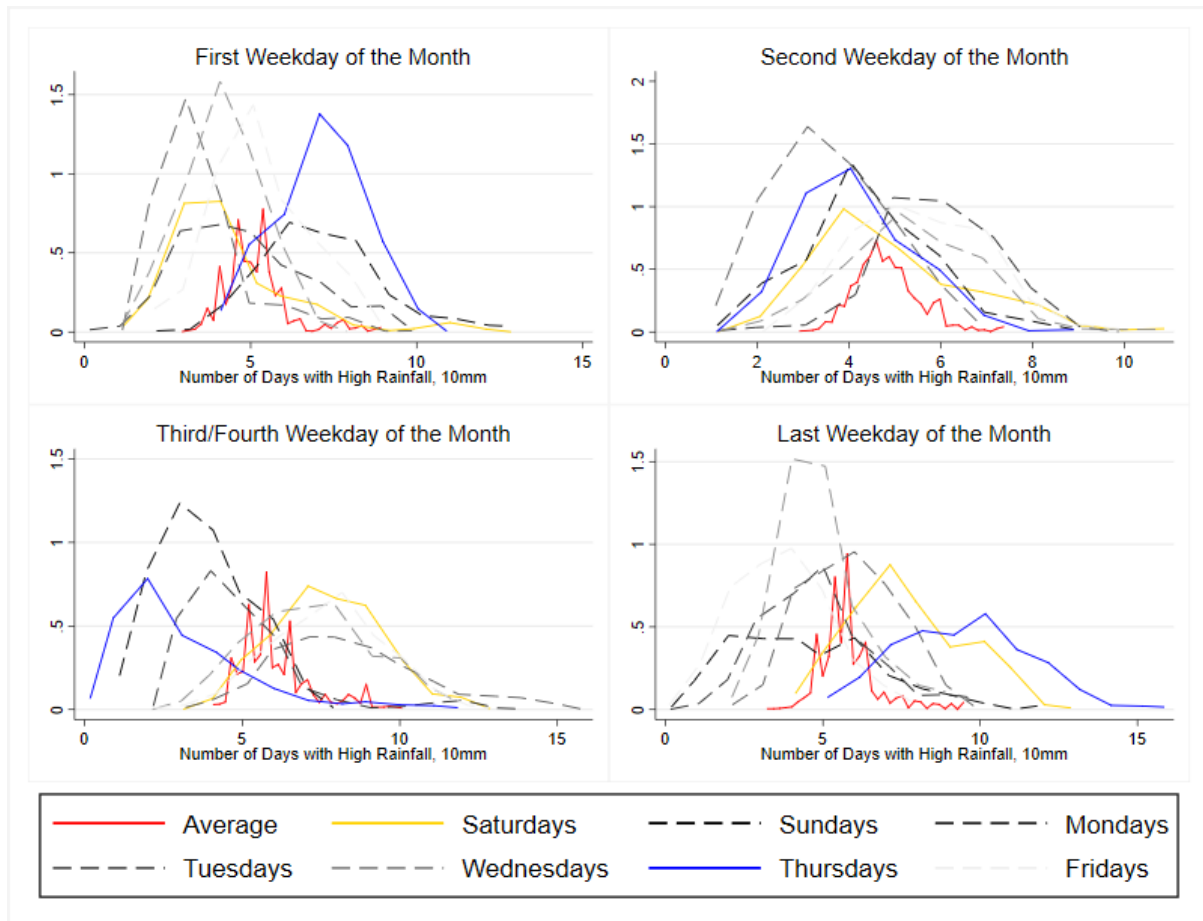 First Weekday of the Month
0
.5
1
1.5
0
5
10
15
Number of Days with High Rainfall, 10mm
Second Weekday of the Month
0
.5
1
1.5
2
0
2
4
6
8
10
Number of Days with High Rainfall, 10mm
Third/Fourth Weekday of the Month
0
.5
1
1.5
0
5
10
15
Number of Days with High Rainfall, 10mm
Last Weekday of the Month
0
.5
1
1.5
0
5
10
15
Number of Days with High Rainfall, 10mm
Average
Saturdays
Sundays
Mondays
Tuesdays
Wednesdays
Thursdays
Fridays